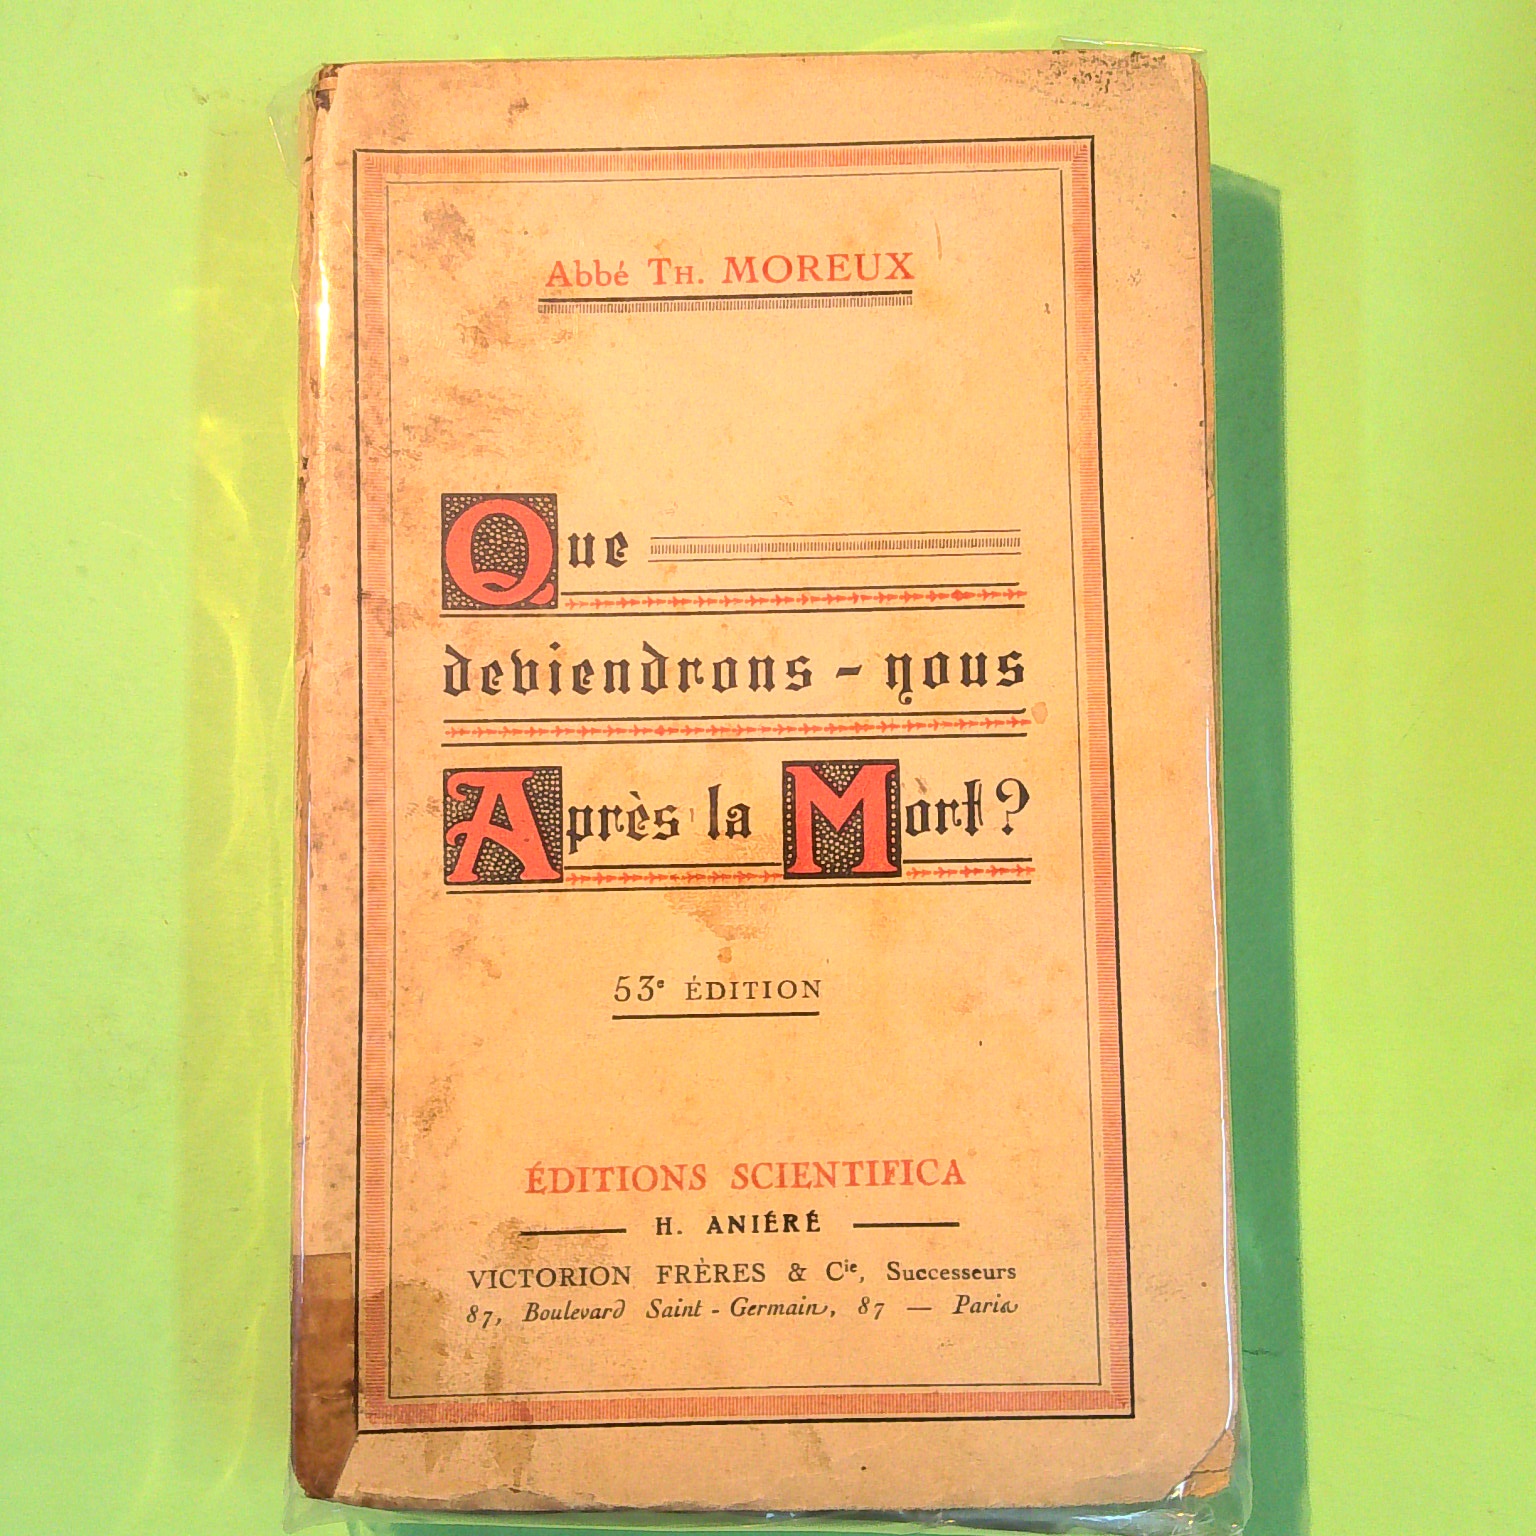 Abbé TH. MOREUX
Que
deviendrons-nous
Après la Mort?
53e ÉDITION
ÉDITIONS SCIENTIFICA
H. ANIÉRÉ
VICTORION FRÈRES & Cie, Successeurs
87, Boulevard Saint-Germain, 87 — Paris